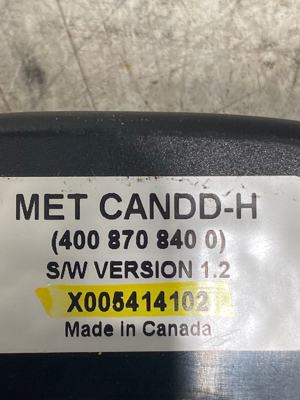 MET CANDD-H
(400 870 840 0)
S/W VERSION 1.2
X005414102
Made in Canada